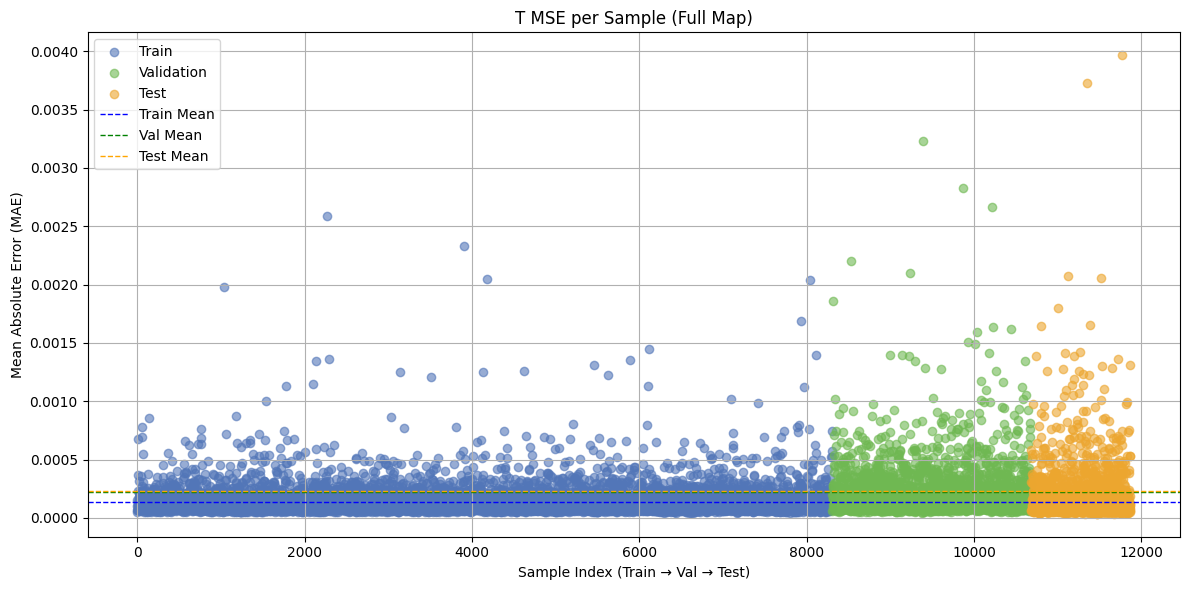 T MSE per Sample (Full Map)
Train
Validation
Test
Train Mean
Val Mean
Test Mean
Mean Absolute Error (MAE)
0.0040
0.0035
0.0030
0.0025
0.0020
0.0015
0.0010
0.0005
0.0000
0 2000 4000 6000 8000 10000 12000
Sample Index (Train → Val → Test)